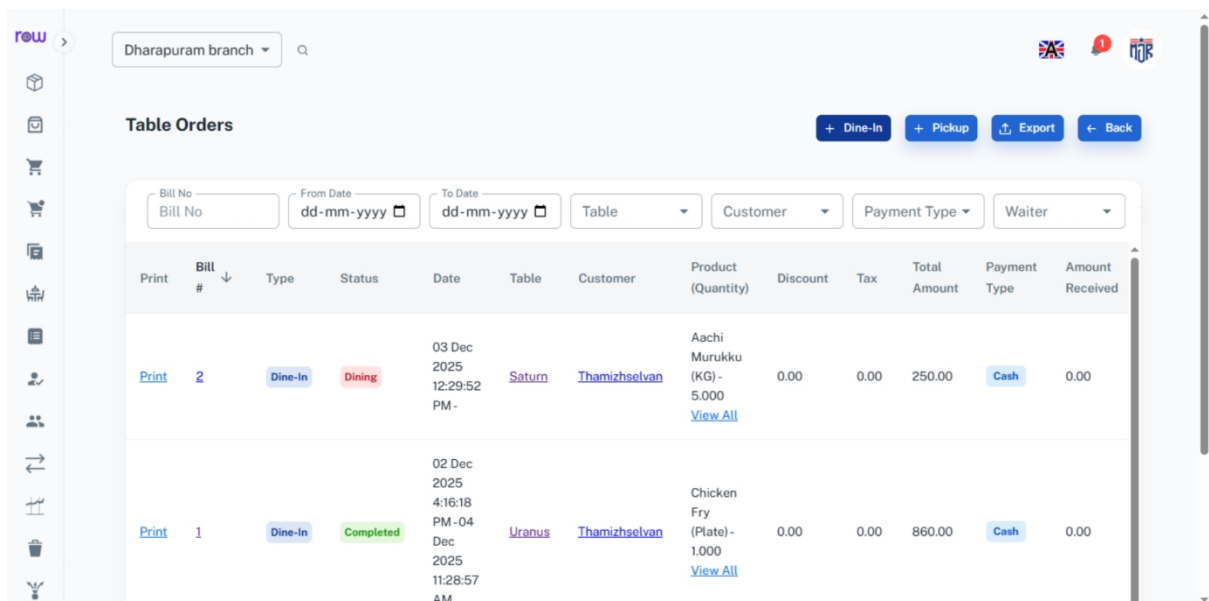 row
Dharapuram branch
1
MJR
Table Orders
+ Dine-In
+ Pickup
Export
← Back
Bill No
Bill No
From Date
dd-mm-yyyy
To Date
dd-mm-yyyy
Table
Customer
Payment Type
Waiter
Print
Bill
#
↓
Type
Status
Date
Table
Customer
Product
(Quantity)
Discount
Tax
Total
Amount
Payment
Type
Amount
Received
Print
2
Dine-In
Dining
03 Dec
2025
12:29:52
PM -
Saturn
Thamizhselvan
Aachi
Murukku
(KG) -
5.000
View All
0.00
0.00
250.00
Cash
0.00
Print
1
Dine-In
Completed
02 Dec
2025
4:16:18
PM - 04
Dec
2025
11:28:57
AM
Uranus
Thamizhselvan
Chicken
Fry
(Plate) -
1.000
View All
0.00
0.00
860.00
Cash
0.00